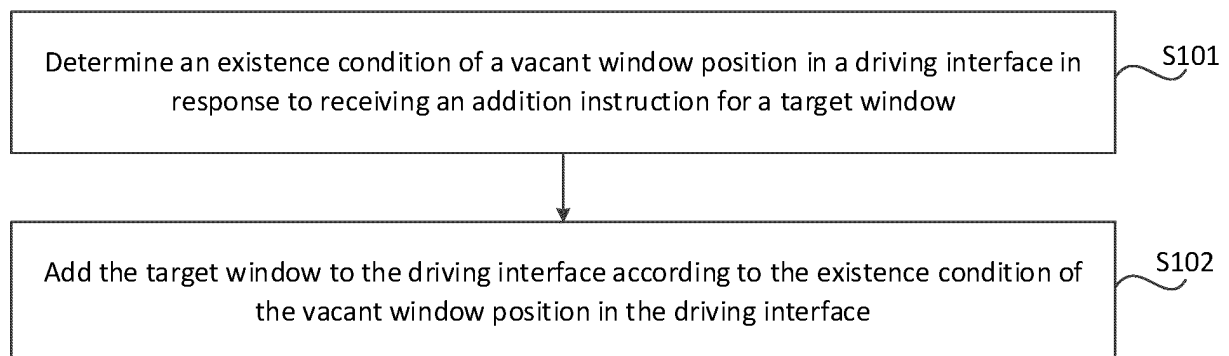 Determine an existence condition of a vacant window position in a driving interface in
response to receiving an addition instruction for a target window
S101
Add the target window to the driving interface according to the existence condition of
the vacant window position in the driving interface
S102